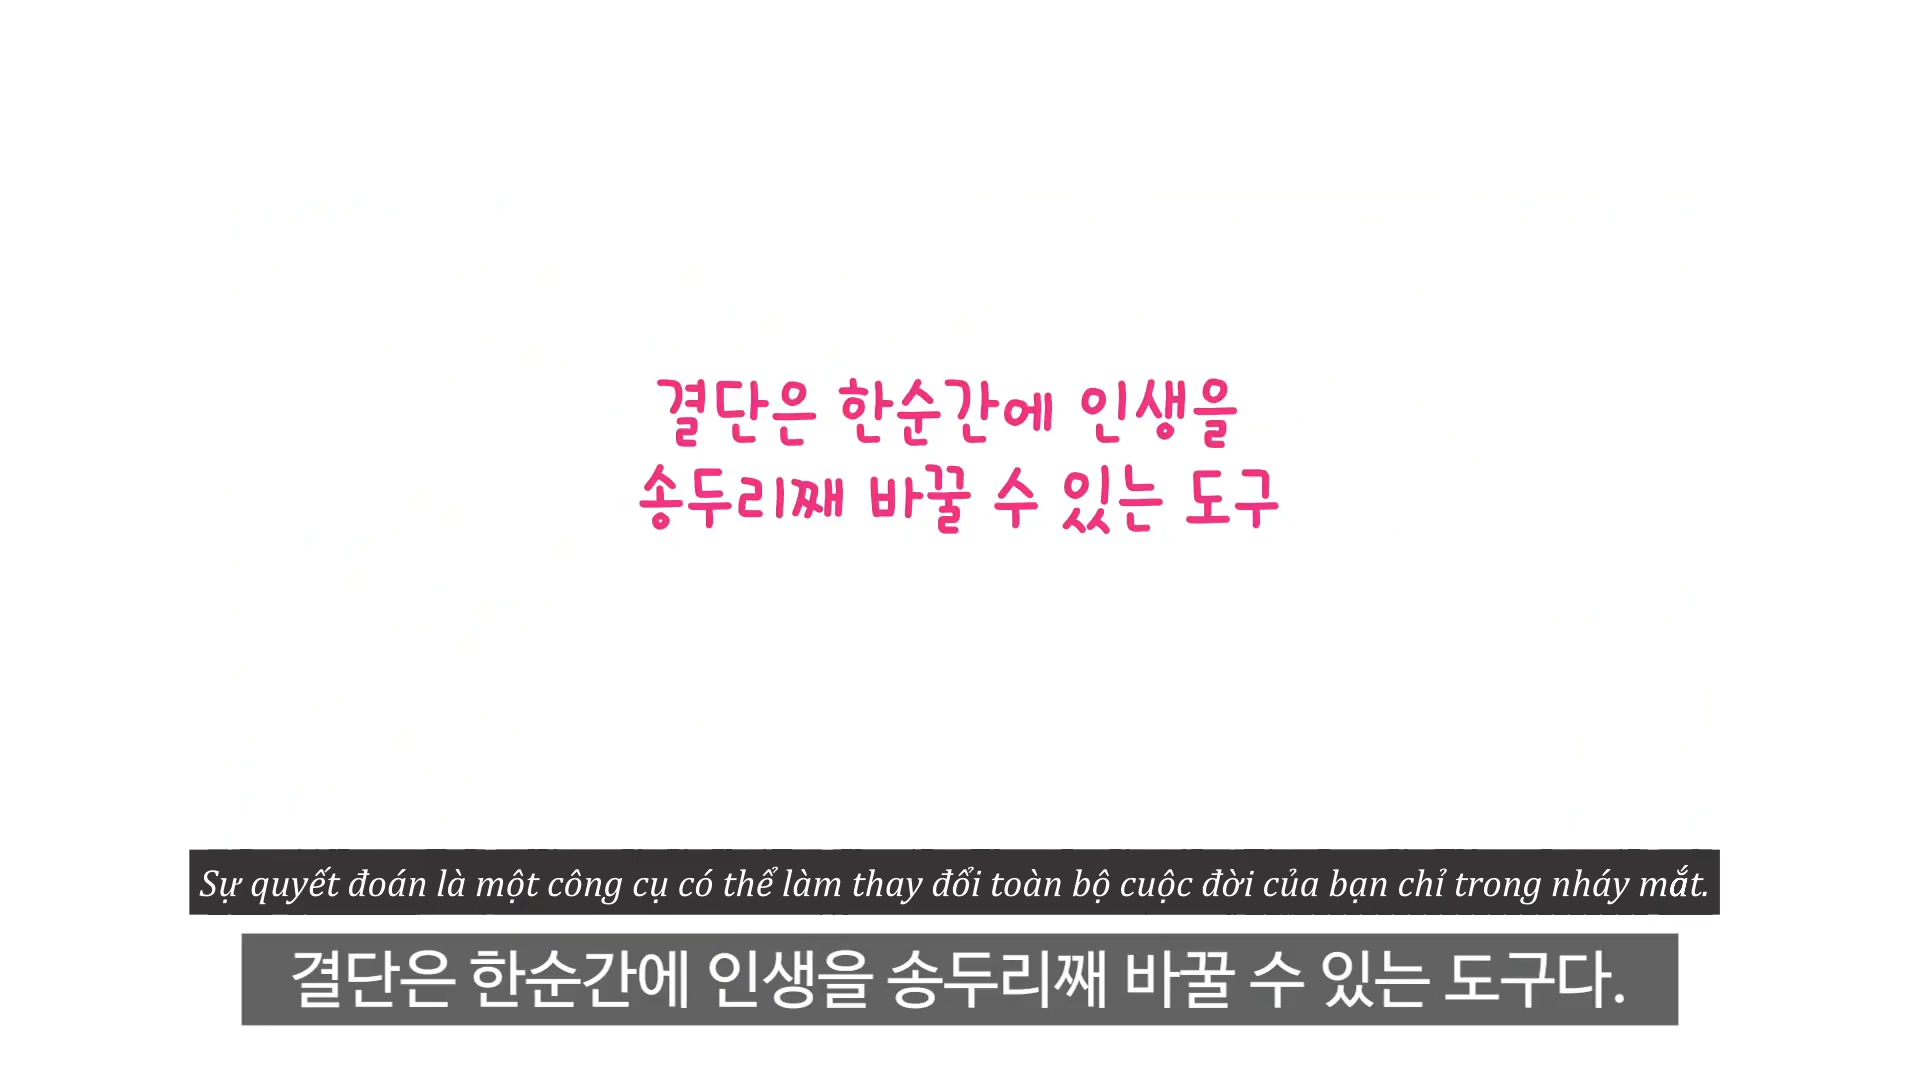 결단은 한순간에 인생을
송두리째 바꿀 수 있는 도구
Sự quyết đoán là một công cụ có thể làm thay đổi toàn bộ cuộc đời của bạn chỉ trong nháy mắt.
결단은 한순간에 인생을 송두리째 바꿀 수 있는 도구다.